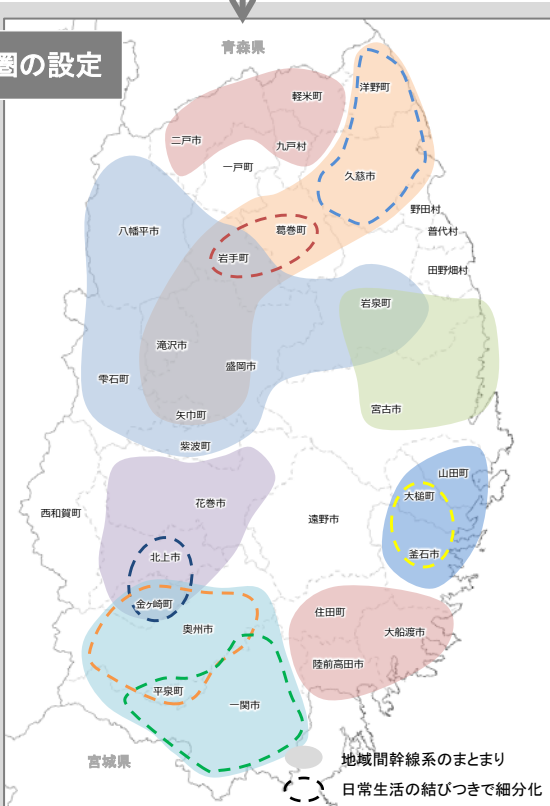 青森県
圏の設定
洋野町
軽米町
二戸市
九戸村
一戸町
久慈市
野田村
葛巻町
八幡平市
普代村
岩手町
田野畑村
岩泉町
滝沢市
盛岡市
雫石町
矢巾町
宮古市
紫波町
山田町
大槌町
花巻市
西和賀町
遠野市
北上市
釜石市
金ヶ崎町
住田町
奥州市
大船渡市
陸前高田市
平泉町
一関市
宮城県
地域間幹線系のまとまり
日常生活の結びつきで細分化